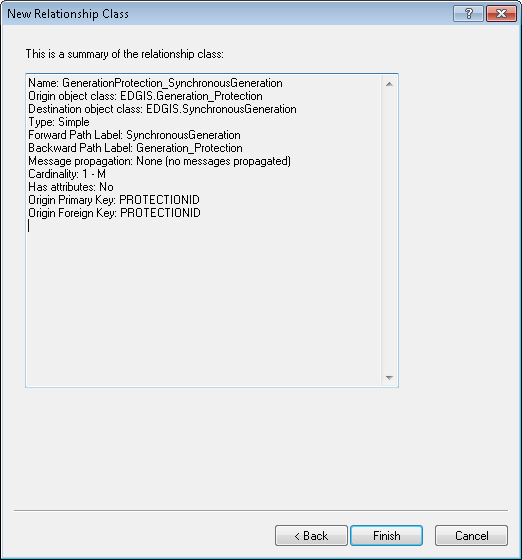 New Relationship Class
?
This is a summary of the relationship class:
Name: GenerationProtection_SynchronousGeneration
Origin object class: EDGIS.Generation_Protection
Destination object class: EDGIS.SynchronousGeneration
Type: Simple
Forward Path Label: SynchronousGeneration
Backward Path Label: Generation_Protection
Message propagation: None (no messages propagated)
Cardinality: 1 - M
Has attributes: No
Origin Primary Key: PROTECTIONID
Origin Foreign Key: PROTECTIONID
< Back
Finish
Cancel